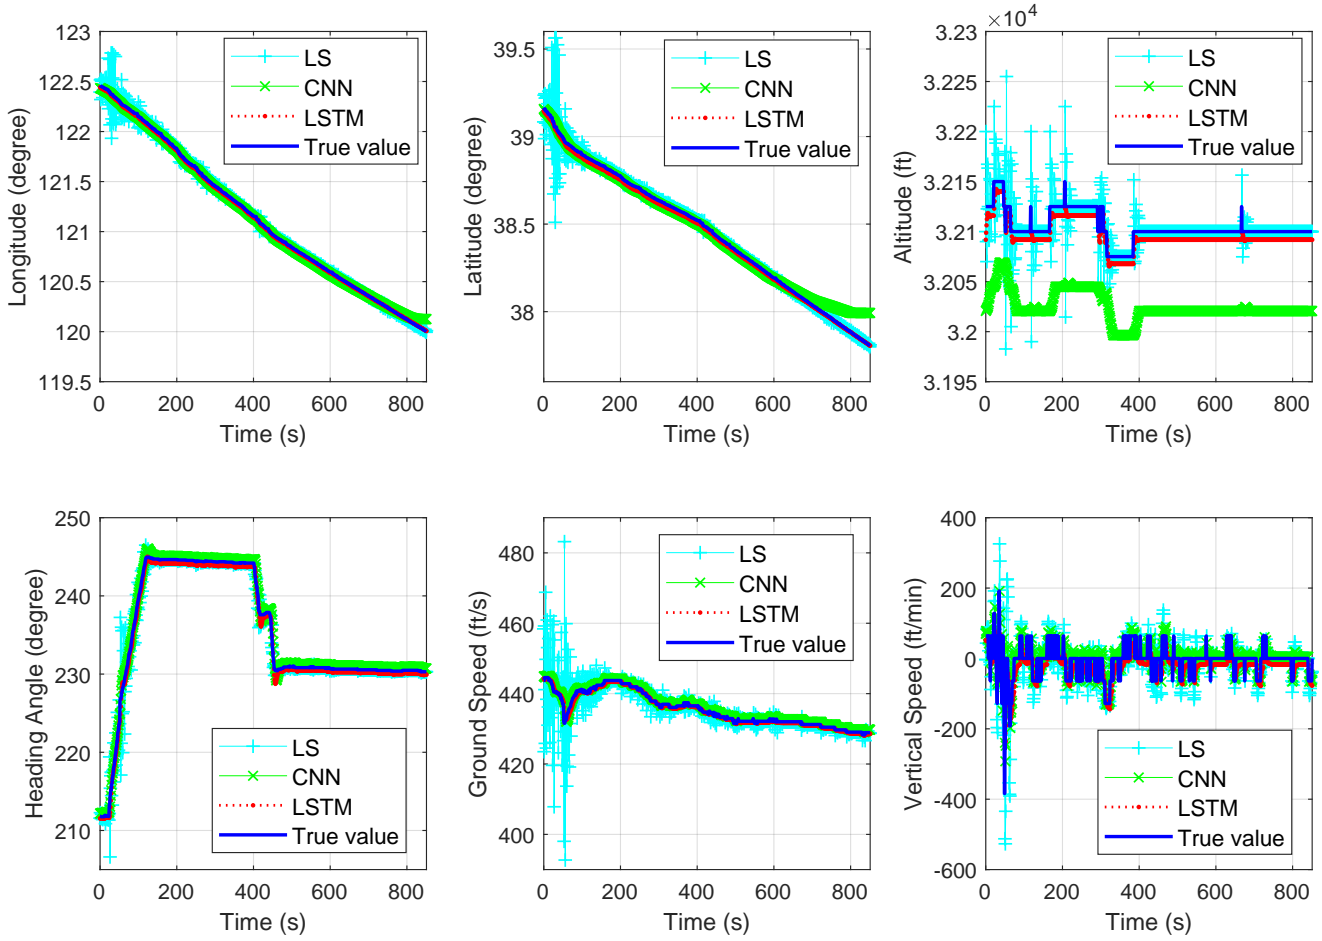 123
122.5
122
121.5
121
120.5
120
119.5
0 200 400 600 800
Longitude (degree)
Time (s)
LS
CNN
LSTM
True value
39.5
39
38.5
38
0 200 400 600 800
Latitude (degree)
Time (s)
LS
CNN
LSTM
True value
×10^4
3.23
3.225
3.22
3.215
3.21
3.205
3.2
3.195
0 200 400 600 800
Altitude (ft)
Time (s)
LS
CNN
LSTM
True value
250
240
230
220
210
0 200 400 600 800
Heading Angle (degree)
Time (s)
LS
CNN
LSTM
True value
480
460
440
420
400
0 200 400 600 800
Ground Speed (ft/s)
Time (s)
LS
CNN
LSTM
True value
400
200
0
-200
-400
-600
0 200 400 600 800
Vertical Speed (ft/min)
Time (s)
LS
CNN
LSTM
True value